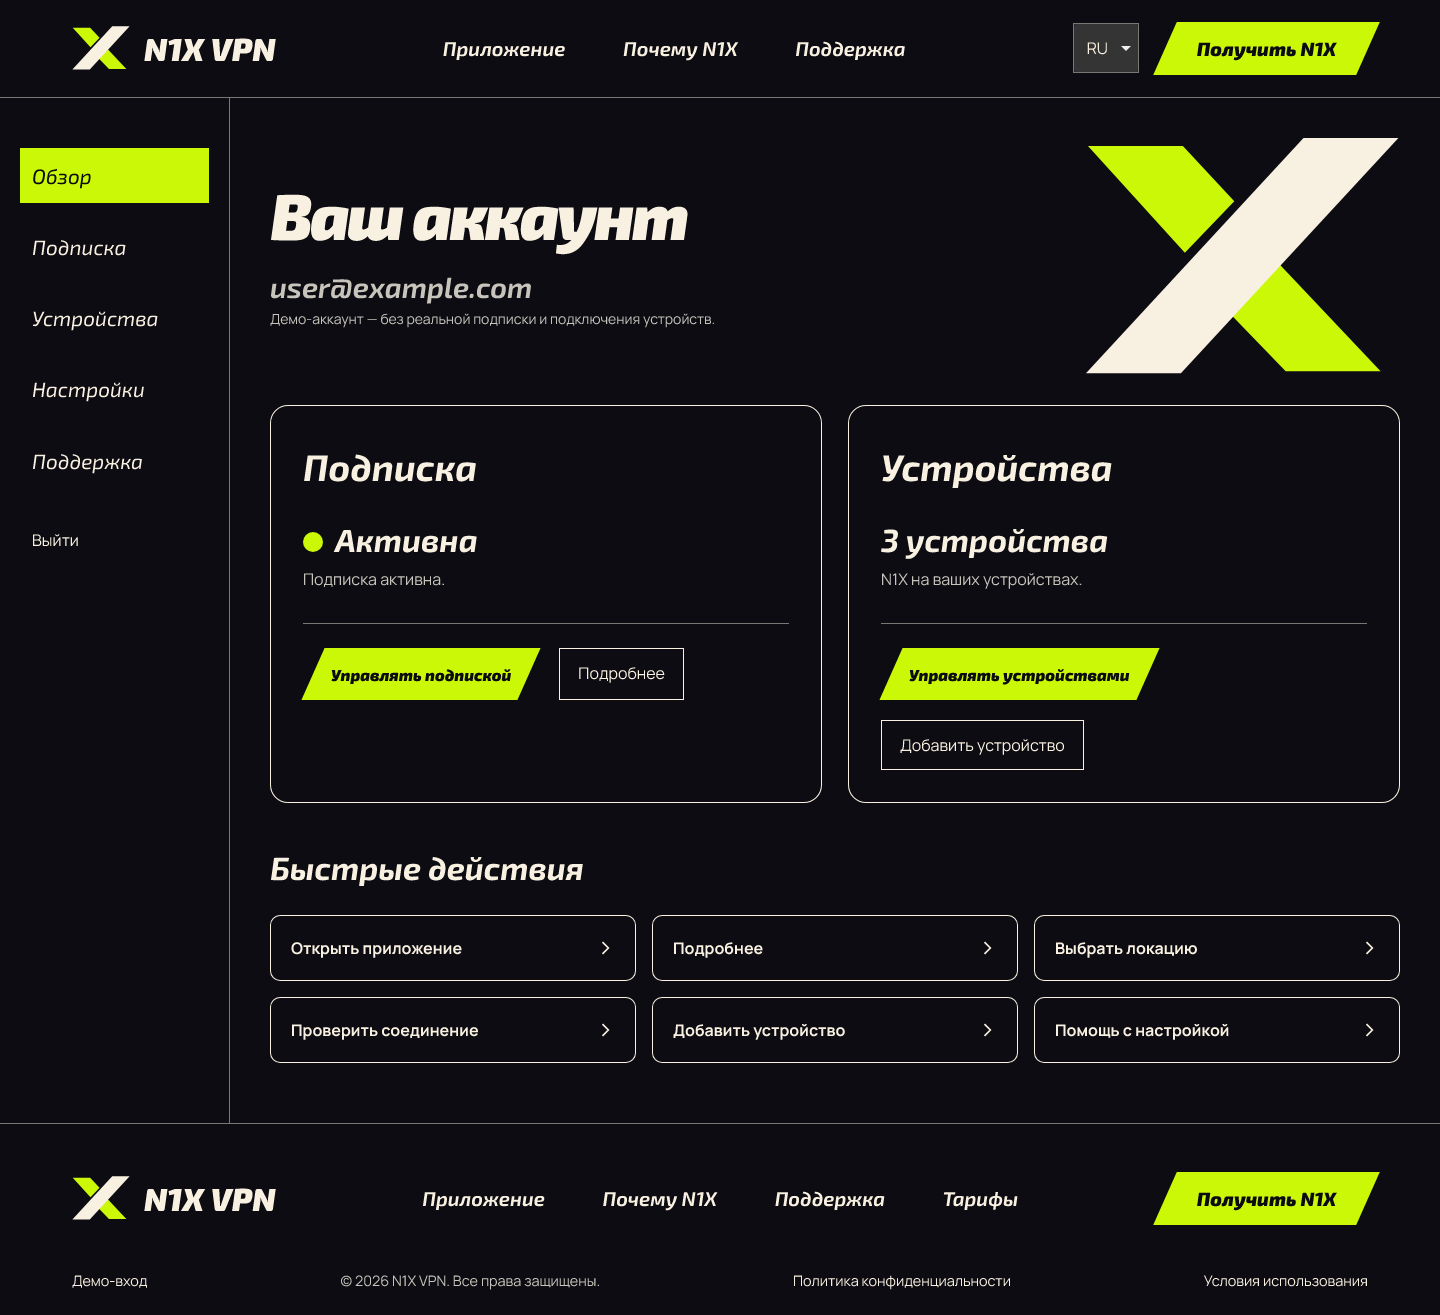 N1X VPN
Приложение
Почему N1X
Поддержка
RU
Получить N1X
Обзор
Подписка
Устройства
Настройки
Поддержка
Выйти
Ваш аккаунт
user@example.com
Демо-аккаунт — без реальной подписки и подключения устройств.
Подписка
Активна
Подписка активна.
Управлять подпиской
Подробнее
Устройства
3 устройства
N1X на ваших устройствах.
Управлять устройствами
Добавить устройство
Быстрые действия
Открыть приложение
Подробнее
Выбрать локацию
Проверить соединение
Добавить устройство
Помощь с настройкой
N1X VPN
Приложение
Почему N1X
Поддержка
Тарифы
Получить N1X
Демо-вход
© 2026 N1X VPN. Все права защищены.
Политика конфиденциальности
Условия использования